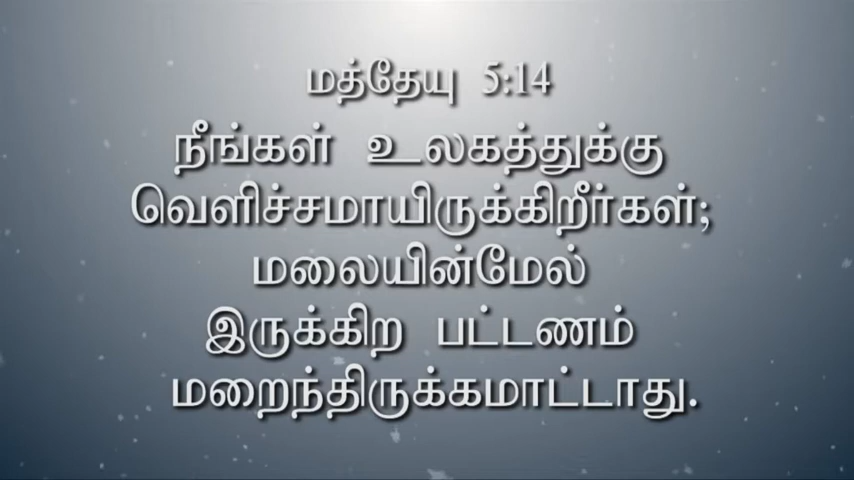 மத்தேயு 5:14
நீங்கள் உலகத்துக்கு
வெளிச்சமாயிருக்கிறீர்கள்;
மலையின்மேல்
இருக்கிற பட்டணம்
மறைந்திருக்கமாட்டாது.